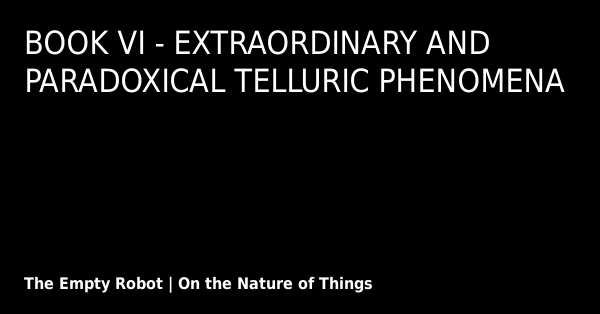 BOOK VI - EXTRAORDINARY AND
PARADOXICAL TELLURIC PHENOMENA
The Empty Robot | On the Nature of Things